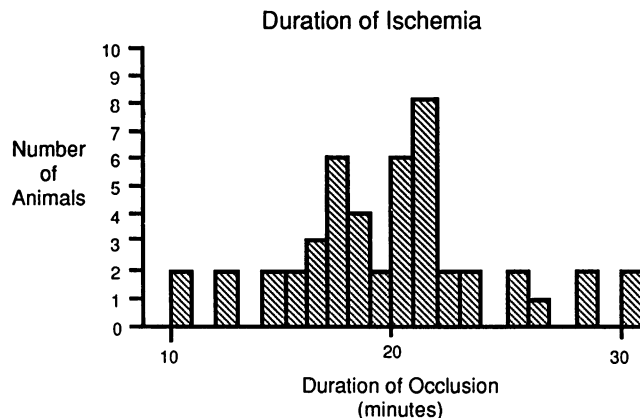 Duration of Ischemia
10
9
8
7
6
5
4
3
2
1
0
Number
of
Animals
10
20
30
Duration of Occlusion
(minutes)